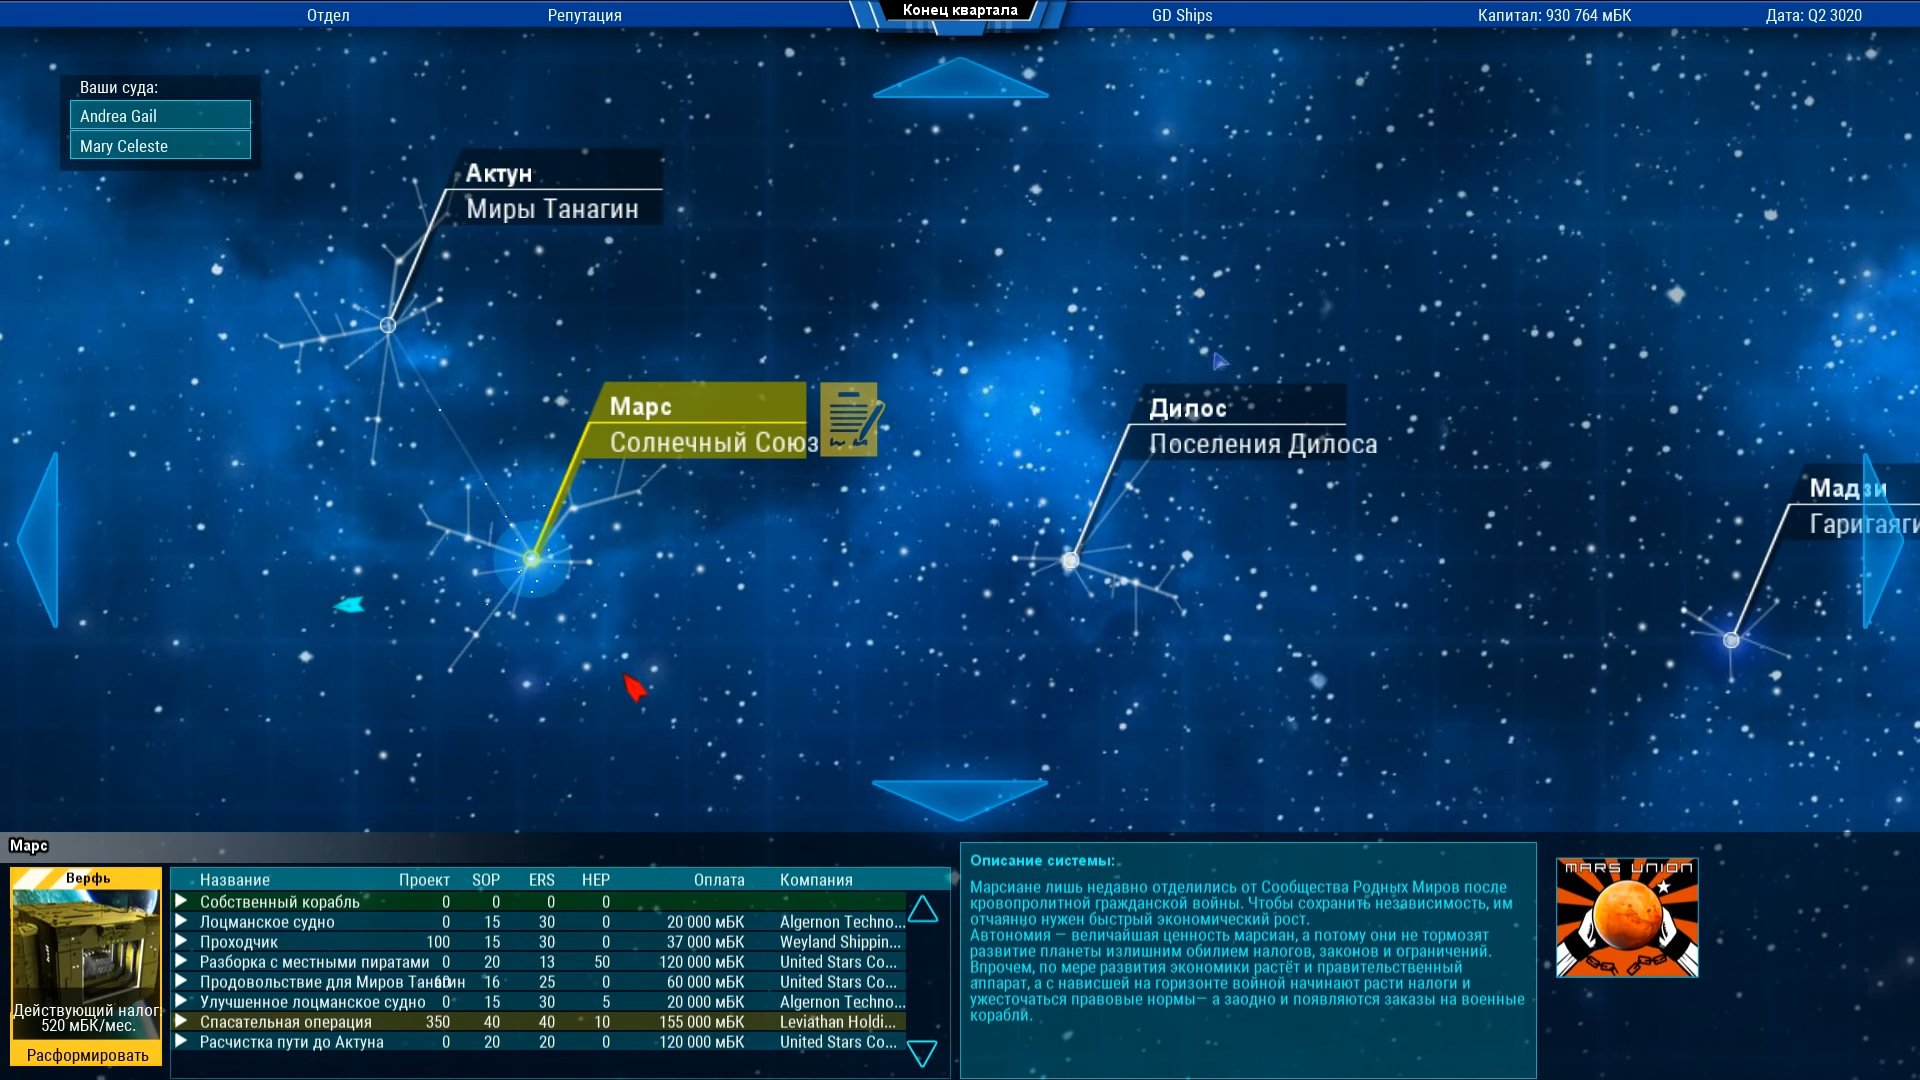 Отдел
Репутация
Конец квартала
GD Ships
Капитал: 930 764 мБК
Дата: Q2 3020
Ваши суда:
Andrea Gail
Mary Celeste
Актун
Миры Танагин
Марс
Солнечный Союз
Дилос
Поселения Дилоса
Мадзи
Марс
Верфь
Действующий налог:
520 мБК/мес.
Расформировать
Название Проект SOP ERS HEP Оплата Компания
Собственный корабль 0 0 0 0
Лоцманское судно 0 15 30 0 20 000 мБК Algernon Techno...
Проходчик 100 15 30 0 37 000 мБК Weyland Shippin...
Разборка с местными пиратами 0 20 13 50 120 000 мБК United Stars Co...
Продовольствие для Миров Танагин 60 16 25 0 60 000 мБК United Stars Co...
Улучшенное лоцманское судно 0 15 30 5 20 000 мБК Algernon Techno...
Спасательная операция 350 40 40 10 155 000 мБК Leviathan Holdi...
Расчистка пути до Актуна 0 20 20 0 120 000 мБК United Stars Co...
Описание системы:
Марсиане лишь недавно отделились от Сообщества Родных Миров после
кровопролитной гражданской войны. Чтобы сохранить независимость, им
отчаянно нужен быстрый экономический рост.
Автономия — величайшая ценность марсиан, а потому они не тормозят
развитие планеты излишним обилием налогов, законов и ограничений.
Впрочем, по мере развития экономики растёт и правительственный
аппарат, а с нависшей на горизонте войной начинают расти налоги и
ужесточаться правовые нормы— а заодно и появляются заказы на военные
корабли.
MARS UNION